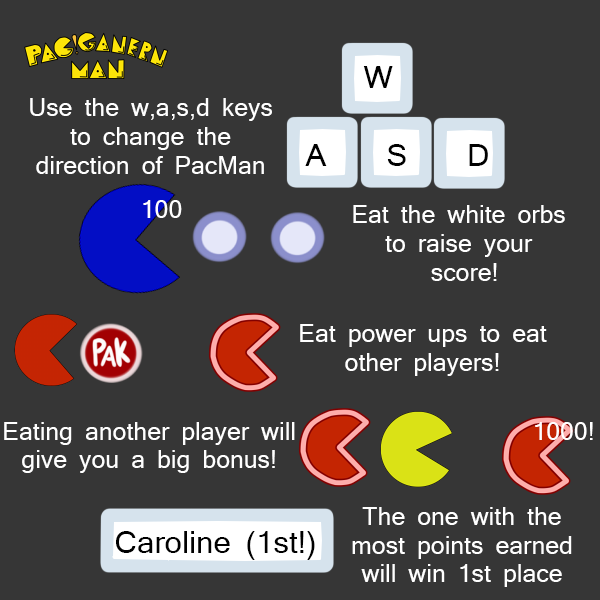 PAC'GANERN
MAN
W
Use the w,a,s,d keys
to change the
direction of PacMan
A S D
100
Eat the white orbs
to raise your
score!
PAK
Eat power ups to eat
other players!
Eating another player will
give you a big bonus!
1000!
Caroline (1st!)
The one with the
most points earned
will win 1st place